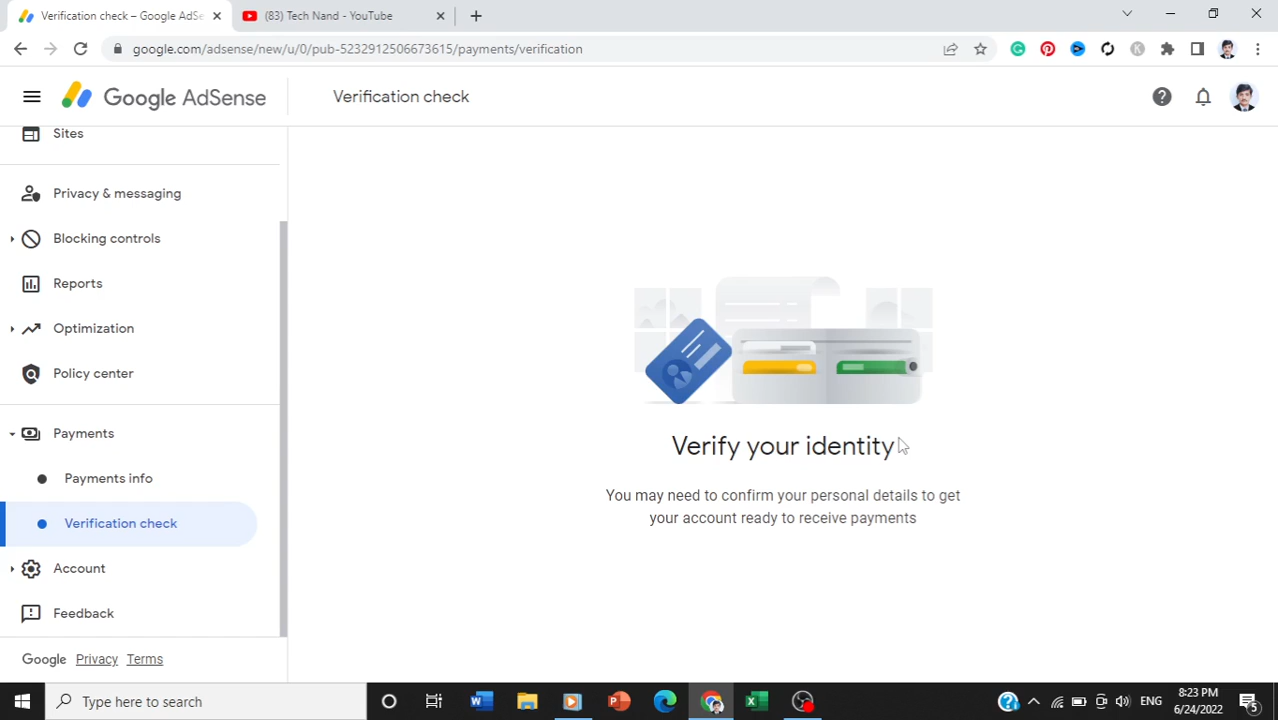 Verification check – Google AdSe
(83) Tech Nand - YouTube
google.com/adsense/new/u/0/pub-5232912506673615/payments/verification
Google AdSense
Verification check
Sites
Privacy & messaging
Blocking controls
Reports
Optimization
Policy center
Payments
Payments info
Verification check
Account
Feedback
Google Privacy Terms
Verify your identity
You may need to confirm your personal details to get
your account ready to receive payments
Type here to search
ENG
8:23 PM
6/24/2022
5